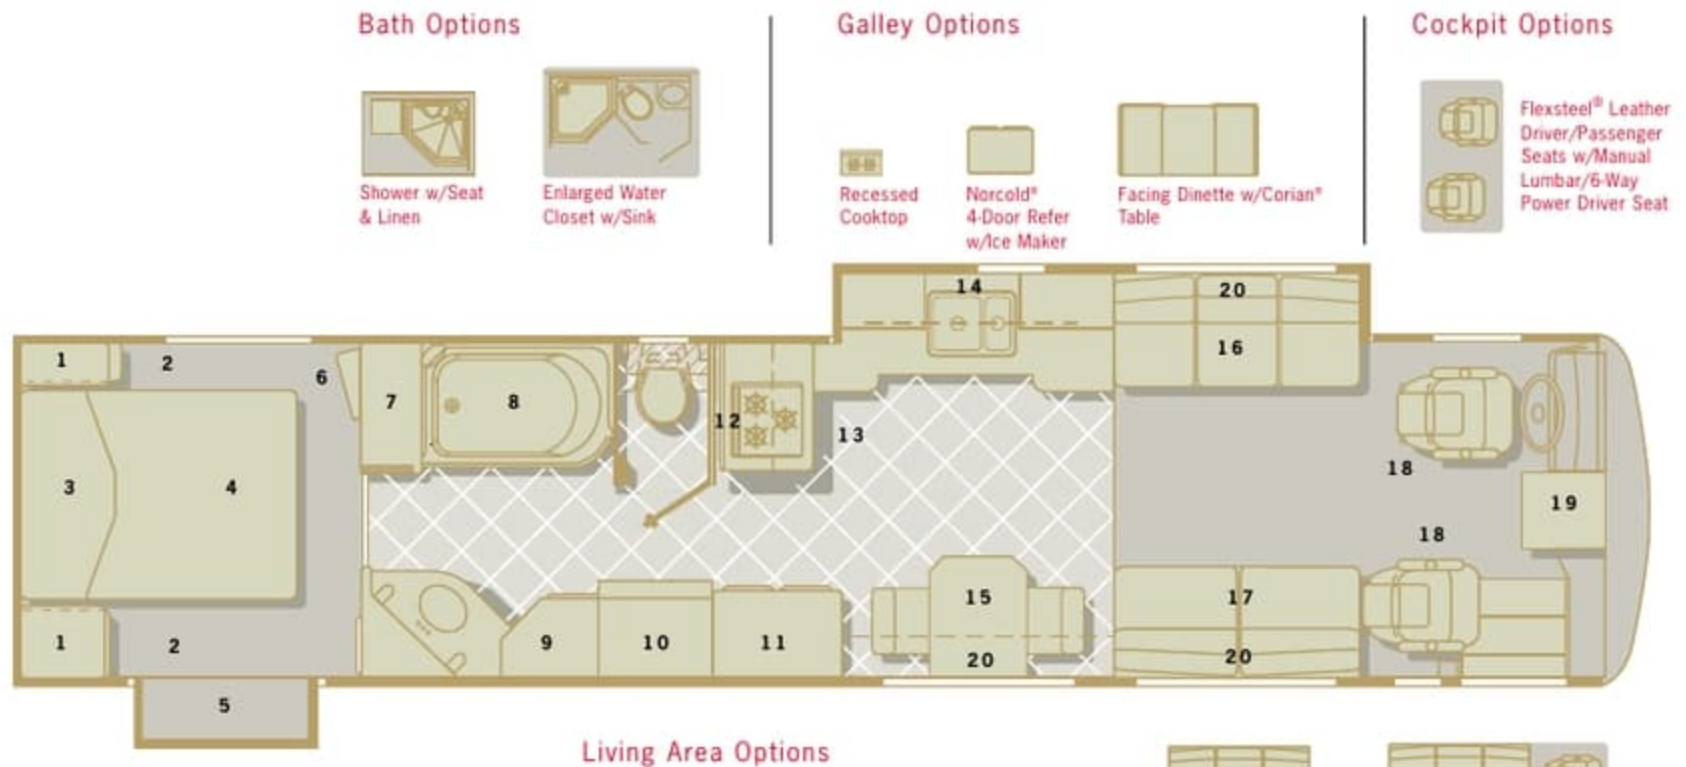 Bath Options
Galley Options
Cockpit Options
Shower w/Seat
& Linen
Enlarged Water
Closet w/Sink
Recessed
Cooktop
Norcold®
4-Door Refer
w/Ice Maker
Facing Dinette w/Corian®
Table
Flexsteel® Leather
Driver/Passenger
Seats w/Manual
Lumbar/6-Way
Power Driver Seat
14
20
1
2
6
16
7
8
12
13
3
4
18
19
18
15
17
1
2
9
10
11
20
20
5
Living Area Options